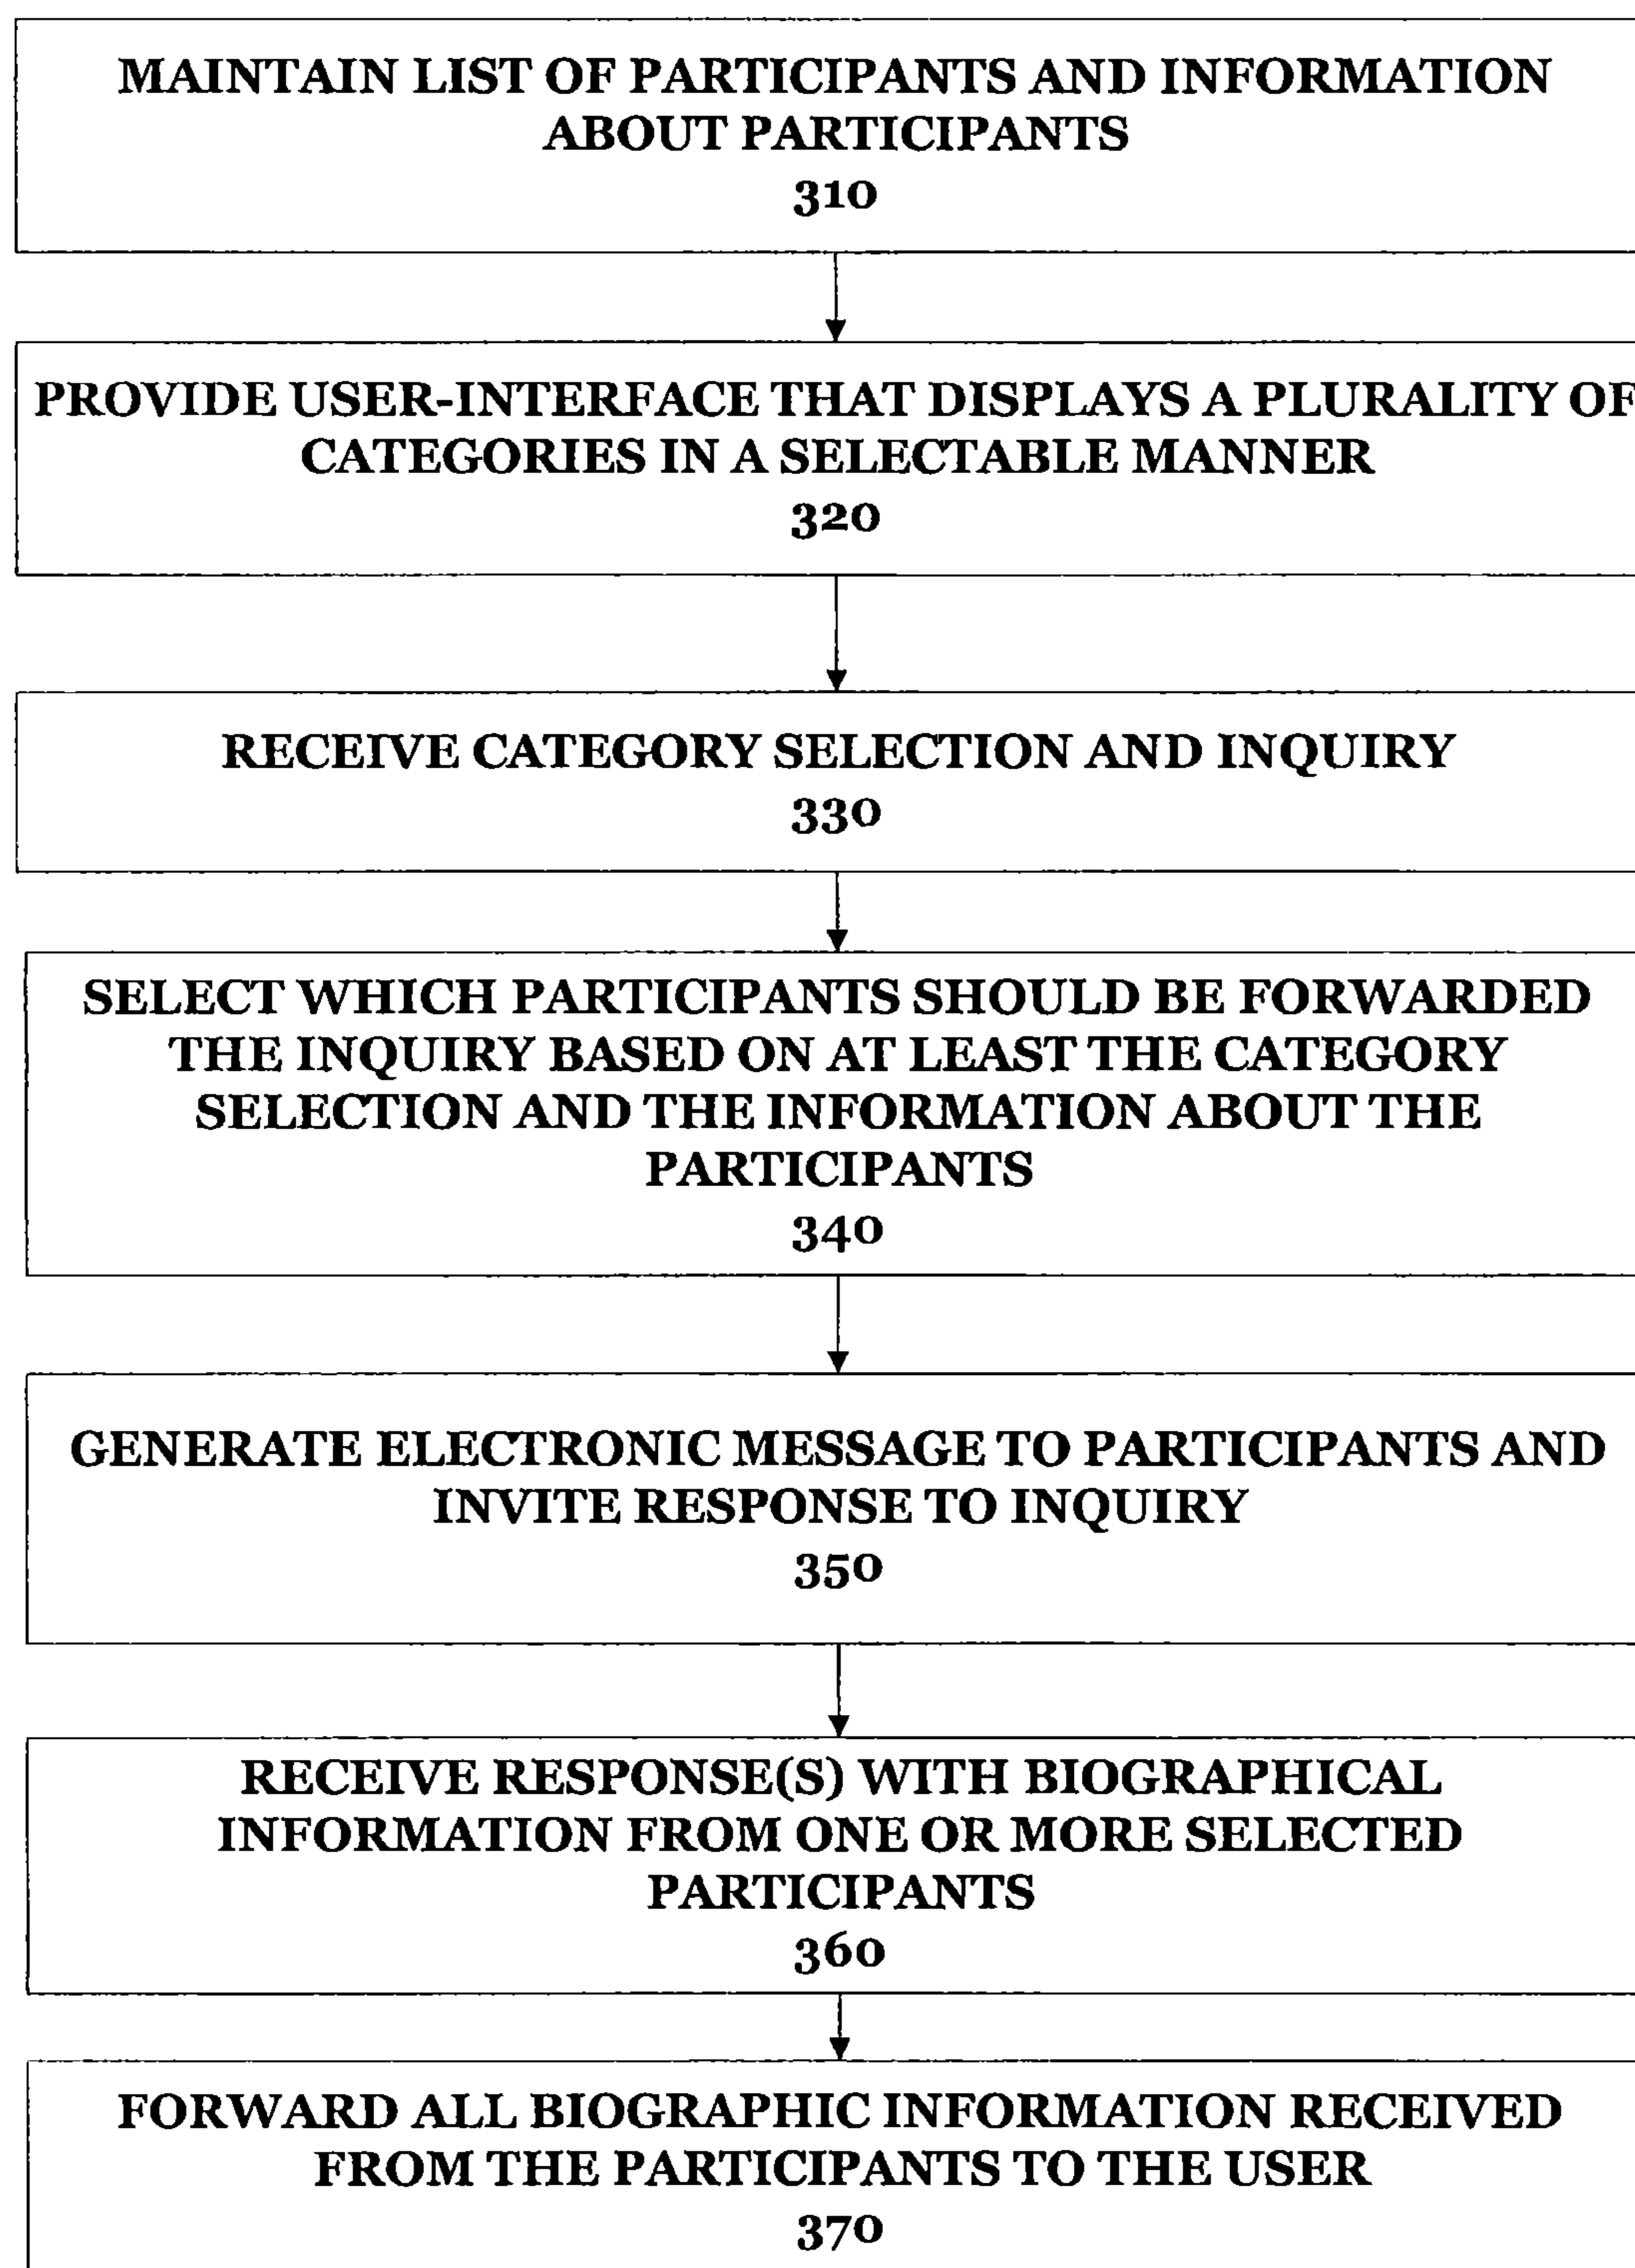 MAINTAIN LIST OF PARTICIPANTS AND INFORMATION
ABOUT PARTICIPANTS
310
PROVIDE USER-INTERFACE THAT DISPLAYS A PLURALITY OF
CATEGORIES IN A SELECTABLE MANNER
320
RECEIVE CATEGORY SELECTION AND INQUIRY
330
SELECT WHICH PARTICIPANTS SHOULD BE FORWARDED
THE INQUIRY BASED ON AT LEAST THE CATEGORY
SELECTION AND THE INFORMATION ABOUT THE
PARTICIPANTS
340
GENERATE ELECTRONIC MESSAGE TO PARTICIPANTS AND
INVITE RESPONSE TO INQUIRY
350
RECEIVE RESPONSE(S) WITH BIOGRAPHICAL
INFORMATION FROM ONE OR MORE SELECTED
PARTICIPANTS
360
FORWARD ALL BIOGRAPHIC INFORMATION RECEIVED
FROM THE PARTICIPANTS TO THE USER
370